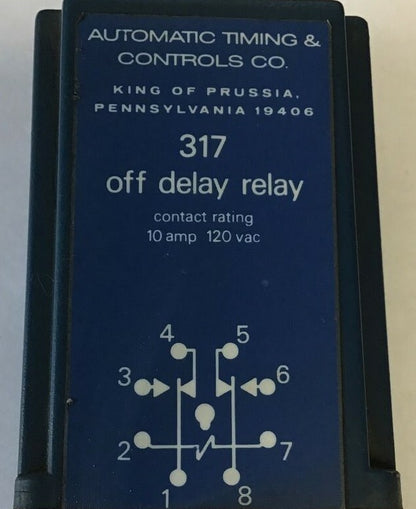 AUTOMATIC TIMING &
CONTROLS CO.
KING OF PRUSSIA,
PENNSYLVANIA 19406
317
off delay relay
contact rating
10 amp 120 vac
4 5
3 6
2 7
1 8